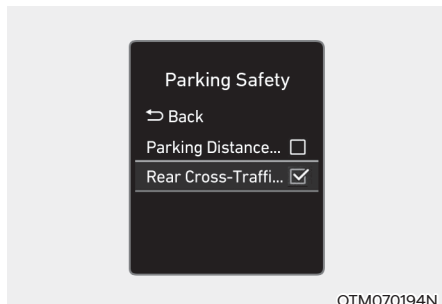 Parking Safety
Back
Parking Distance...
Rear Cross-Traffi...
OTM070194N